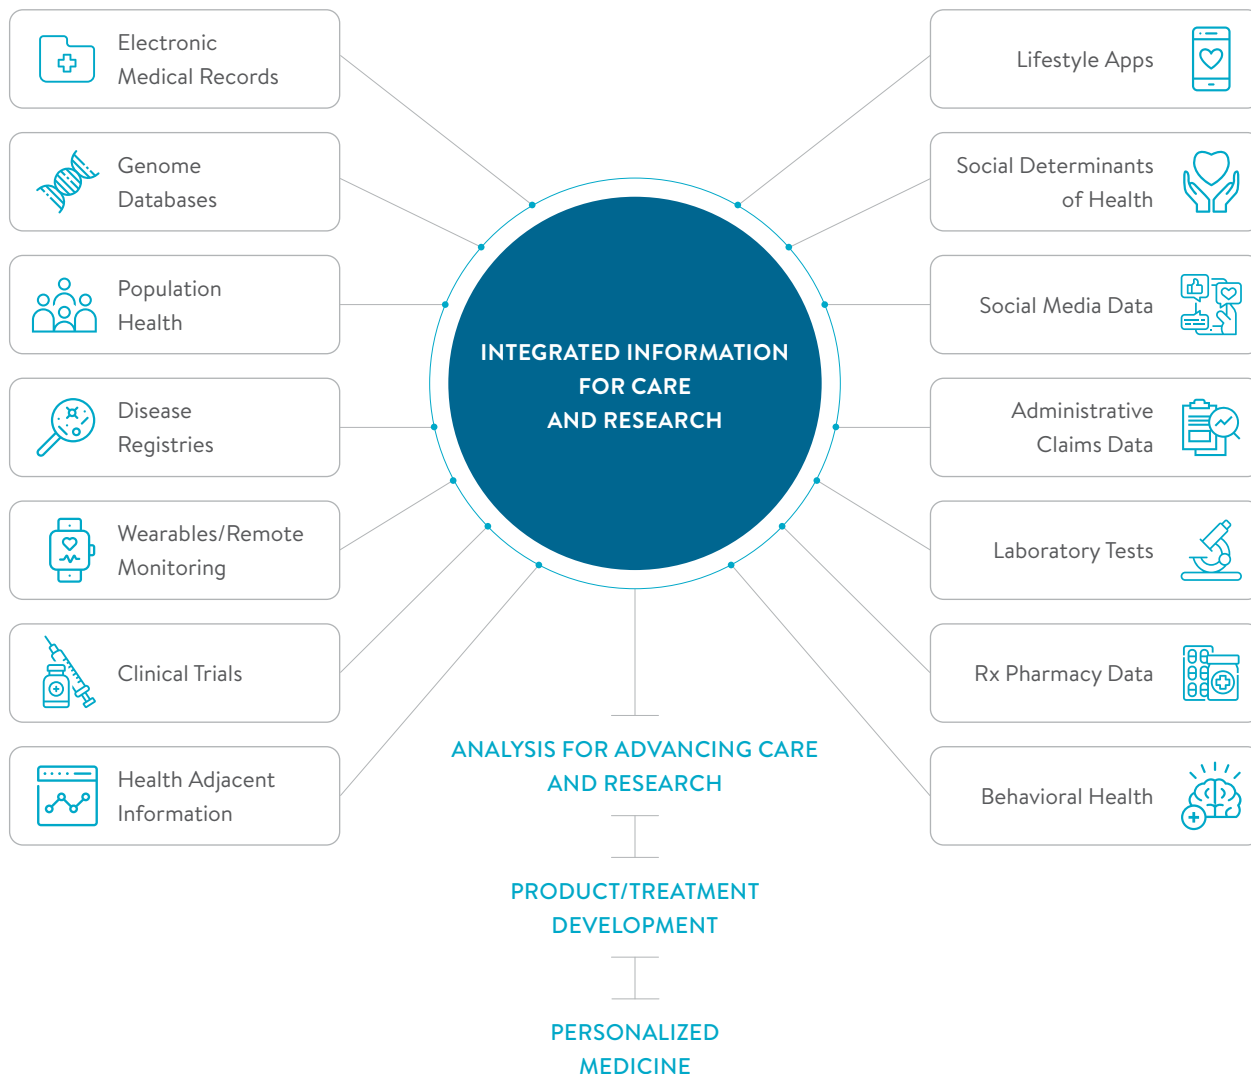 Electronic
Medical Records
Genome
Databases
Population
Health
Disease
Registries
Wearables/Remote
Monitoring
Clinical Trials
Health Adjacent
Information
INTEGRATED INFORMATION
FOR CARE
AND RESEARCH
ANALYSIS FOR ADVANCING CARE
AND RESEARCH
PRODUCT/TREATMENT
DEVELOPMENT
PERSONALIZED
MEDICINE
Lifestyle Apps
Social Determinants
of Health
Social Media Data
Administrative
Claims Data
Laboratory Tests
Rx Pharmacy Data
Behavioral Health